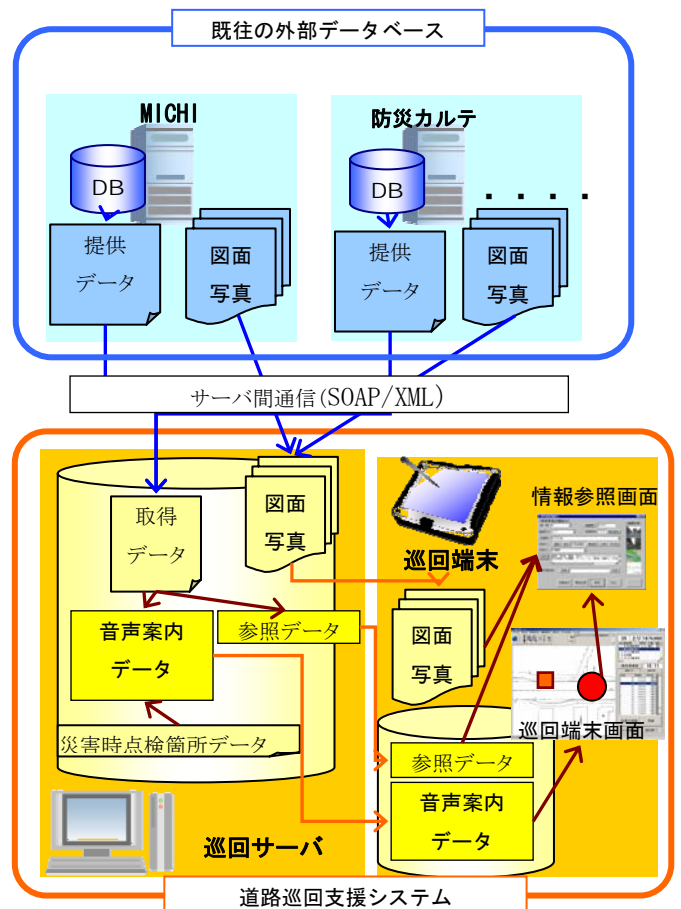 既往の外部データベース
MICHI
防災カルテ
DB
DB
・・・・
提供
データ
図面
写真
提供
データ
図面
写真
サーバ間通信(SOAP/XML)
取得
データ
図面
写真
巡回端末
情報参照画面
音声案内
データ
参照データ
図面
写真
巡回端末画面
災害時点検箇所データ
参照データ
音声案内
データ
巡回サーバ
道路巡回支援システム